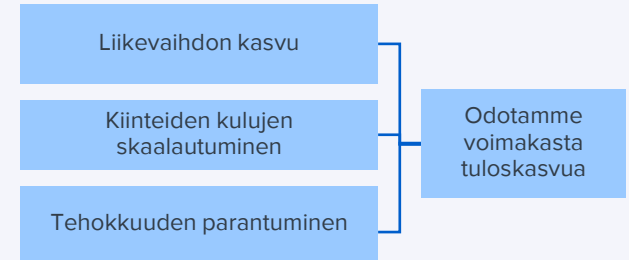 Liikevaihdon kasvu
Kiinteiden kulujen
skaalautuminen
Tehokkuuden parantuminen
Odotamme
voimakasta
tuloskasvua